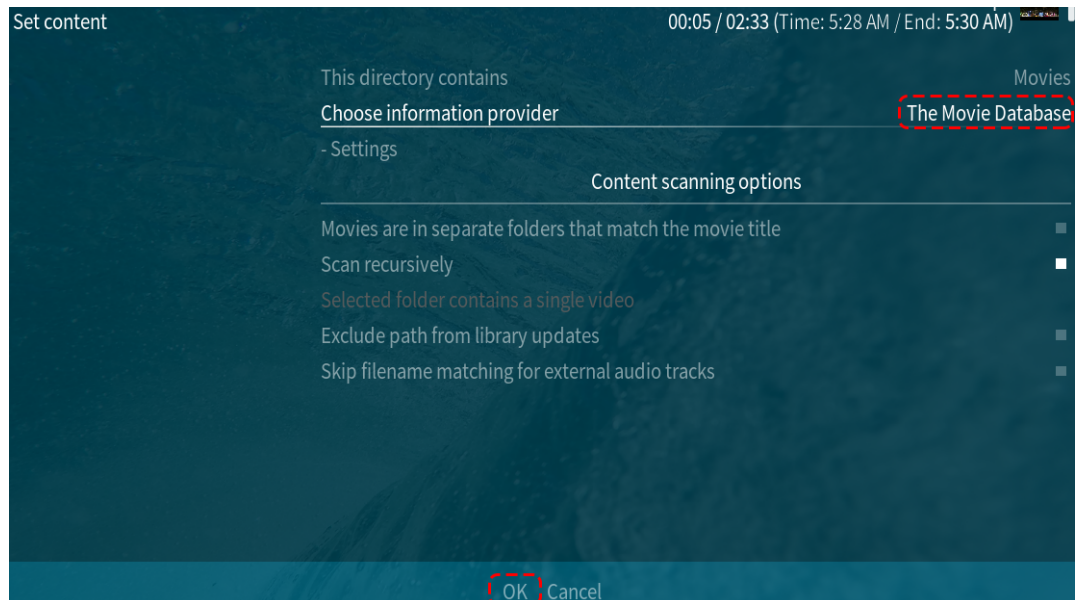 Set content
00:05 / 02:33 (Time: 5:28 AM / End: 5:30 AM)
This directory contains Movies
Choose information provider The Movie Database
- Settings
Content scanning options
Movies are in separate folders that match the movie title
Scan recursively
Selected folder contains a single video
Exclude path from library updates
Skip filename matching for external audio tracks
OK Cancel